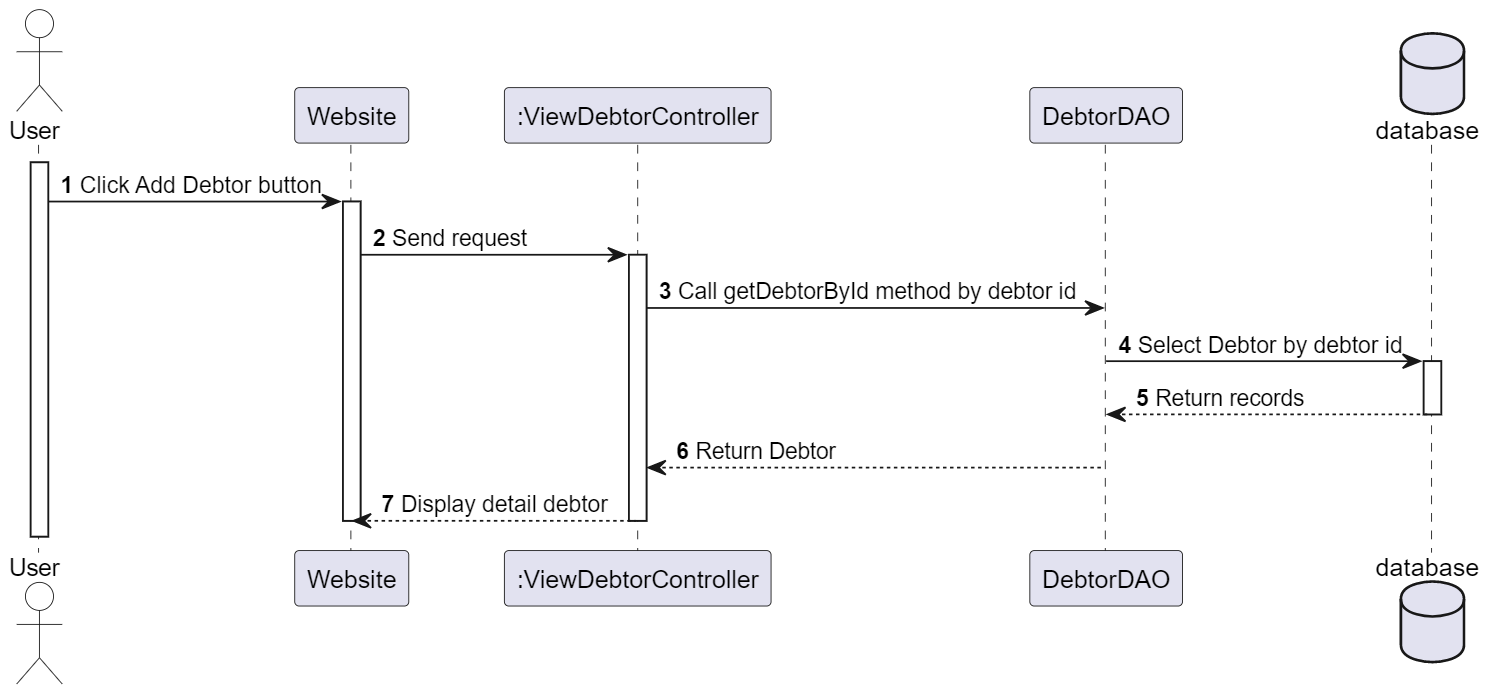 User
Website
:ViewDebtorController
DebtorDAO
database
1 Click Add Debtor button
2 Send request
3 Call getDebtorById method by debtor id
4 Select Debtor by debtor id
5 Return records
6 Return Debtor
7 Display detail debtor
User
Website
:ViewDebtorController
DebtorDAO
database